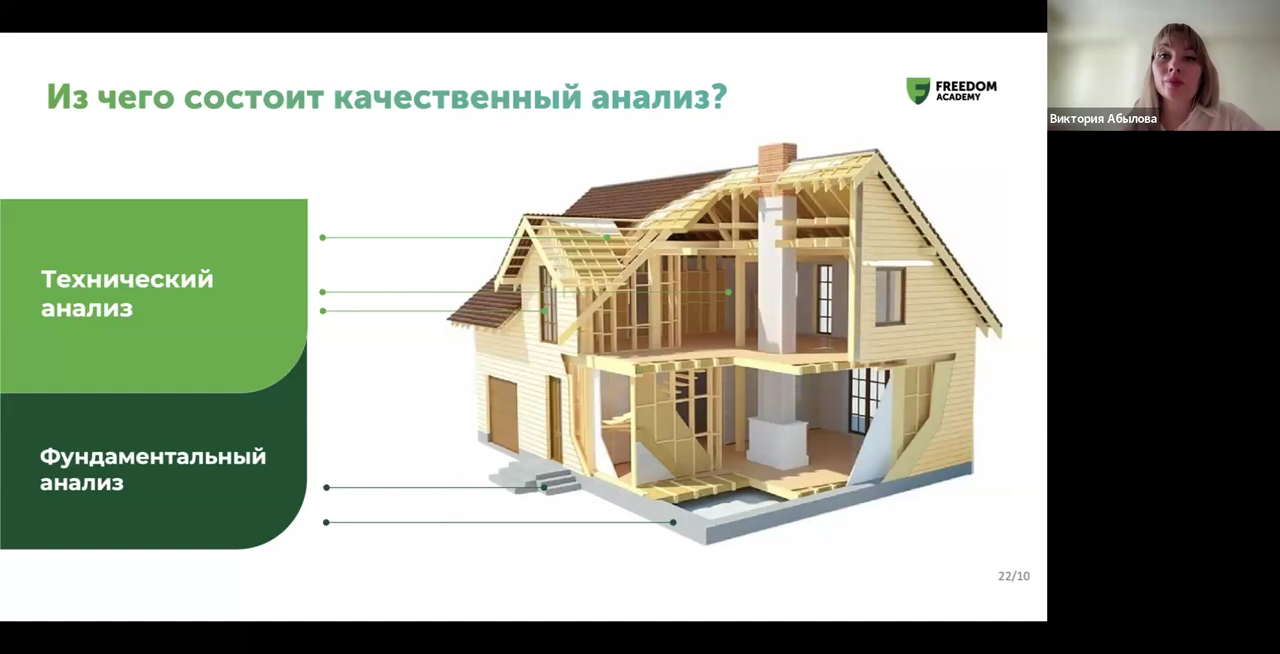 Из чего состоит качественный анализ?
FREEDOM
ACADEMY
Виктория Абылова
Технический
анализ
Фундаментальный
анализ
22/10